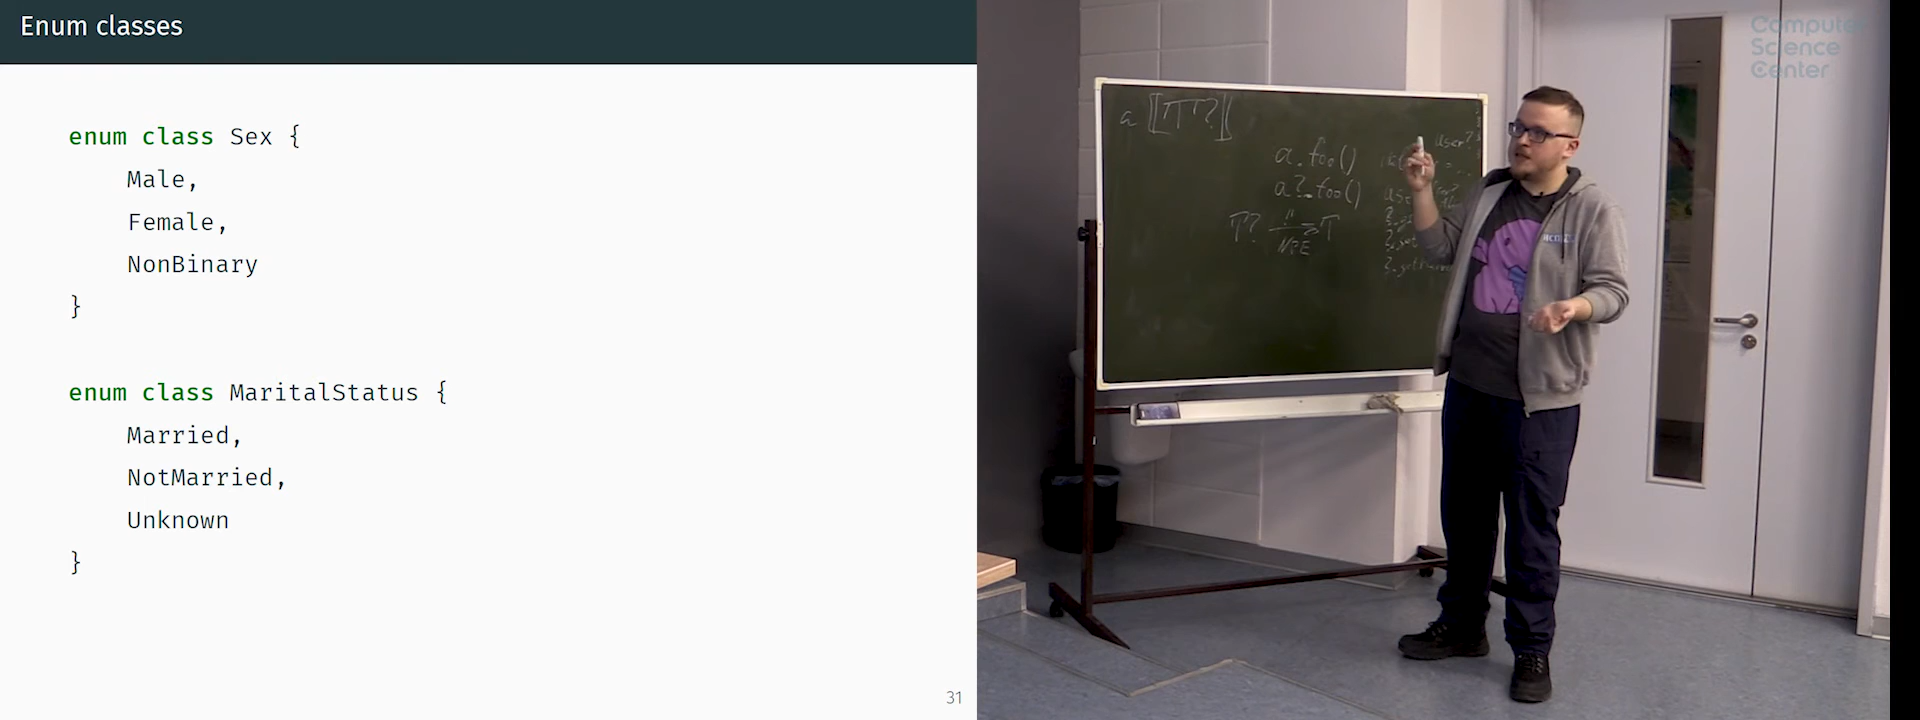 Enum classes
enum class Sex {
Male,
Female,
NonBinary
}
enum class MaritalStatus {
Married,
NotMarried,
Unknown
}
31
Computer
Science
Center
a [[T?]]
a.foo()
a?.foo()
T? !! T
NPE
User?